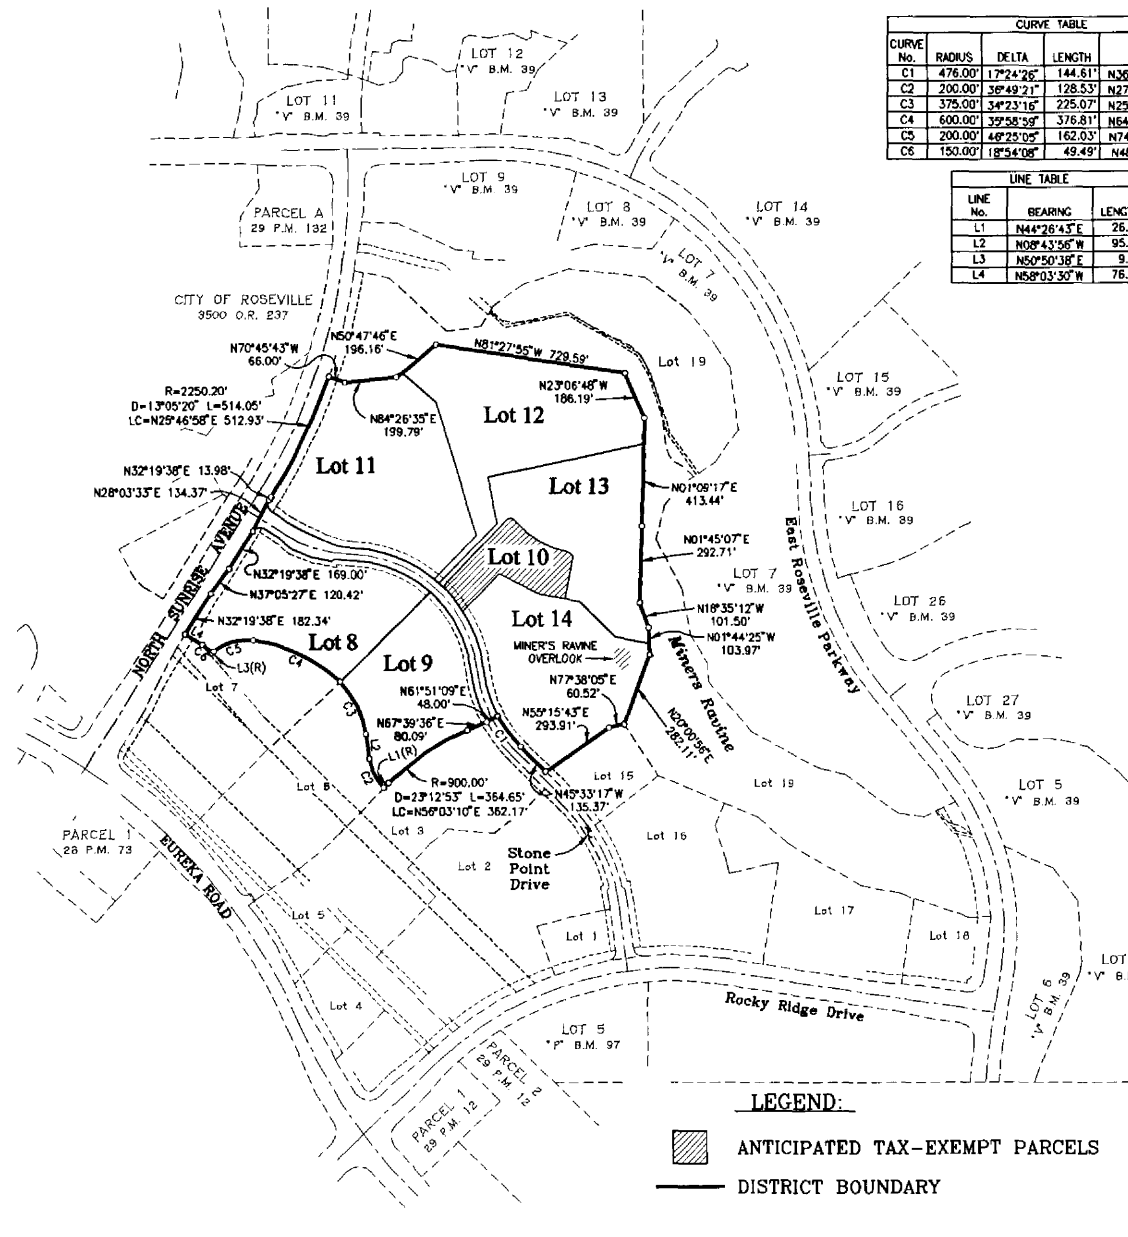 CURVE TABLE
CURVE No. RADIUS DELTA LENGTH
C1 476.00' 17°24'26" 144.61' N36
C2 200.00' 36°49'21" 128.53' N27
C3 375.00' 34°23'16" 225.07' N25
C4 600.00' 35°58'59" 376.81' N64
C5 200.00' 46°25'05" 162.03' N74
C6 150.00' 18°54'08" 49.49'
LINE TABLE
LINE No. BEARING
L1 N44°26'43"E 26.
L2 N08°43'56"W 95.
L3 N50°50'38"E 9.
L4 N58°03'30"W 76.
LOT 12
"V" B.M. 39
LOT 11
"V" B.M. 39
LOT 13
"V" B.M. 39
LOT 9
"V" B.M. 39
LOT 8
"V" B.M. 39
LOT 14
"V" B.M. 39
PARCEL A
29 P.M. 132
LOT 7
"V" B.M. 39
CITY OF ROSEVILLE
3500 O.R. 237
N50°47'46"E
196.16'
N70°45'43"W
66.00'
N81°27'55"W 729.59'
Lot 19
LOT 15
"V" B.M. 39
N23°06'48"W
186.19'
R=2250.20'
D=13°05'20" L=514.05'
LC=N25°46'58"E 512.93'
N84°26'35"E
199.79'
Lot 12
Lot 11
Lot 13
N32°19'38"E 13.98'
N28°03'33"E 134.37'
N01°09'17"E
413.44'
LOT 16
"V" B.M. 39
NORTH SUNRISE AVENUE
East Roseville Parkway
N01°45'07"E
292.71'
Lot 10
N32°19'38"E 169.00'
LOT 7
"V" B.M. 39
N37°05'27"E 120.42'
LOT 26
"V" B.M. 39
N16°35'12"W
101.50'
N32°19'38"E 182.34'
Lot 14
N01°44'25"W
103.97'
Lot 8
MINER'S RAVINE
OVERLOOK
Miners Ravine
L4
C6
C5
C4
L3(R)
Lot 9
N77°38'05"E
60.52'
Lot 7
N61°51'09"E
48.00'
C3
N55°15'43"E
293.91'
N20°00'56"E
282.11'
LOT 27
"V" B.M. 39
N67°39'36"E
80.09'
C1
L2
L1(R)
C2
Lot 15
Lot 19
LOT 5
"V" B.M. 39
Lot 6
R=900.00'
D=23°12'53" L=364.65'
LC=N56°03'10"E 362.17'
N45°33'17"W
135.37'
Lot 3
Lot 16
PARCEL 1
28 P.M. 73
EUREKA ROAD
Stone
Point
Drive
Lot 2
Lot 5
Lot 17
Lot 1
Lot 18
LOT
"V" B.
LOT 6
"V" B.M. 39
Lot 4
Rocky Ridge Drive
LOT 5
"P" B.M. 97
PARCEL 2
29 P.M. 12
PARCEL 1
29 P.M. 12
LEGEND:
ANTICIPATED TAX-EXEMPT PARCELS
DISTRICT BOUNDARY